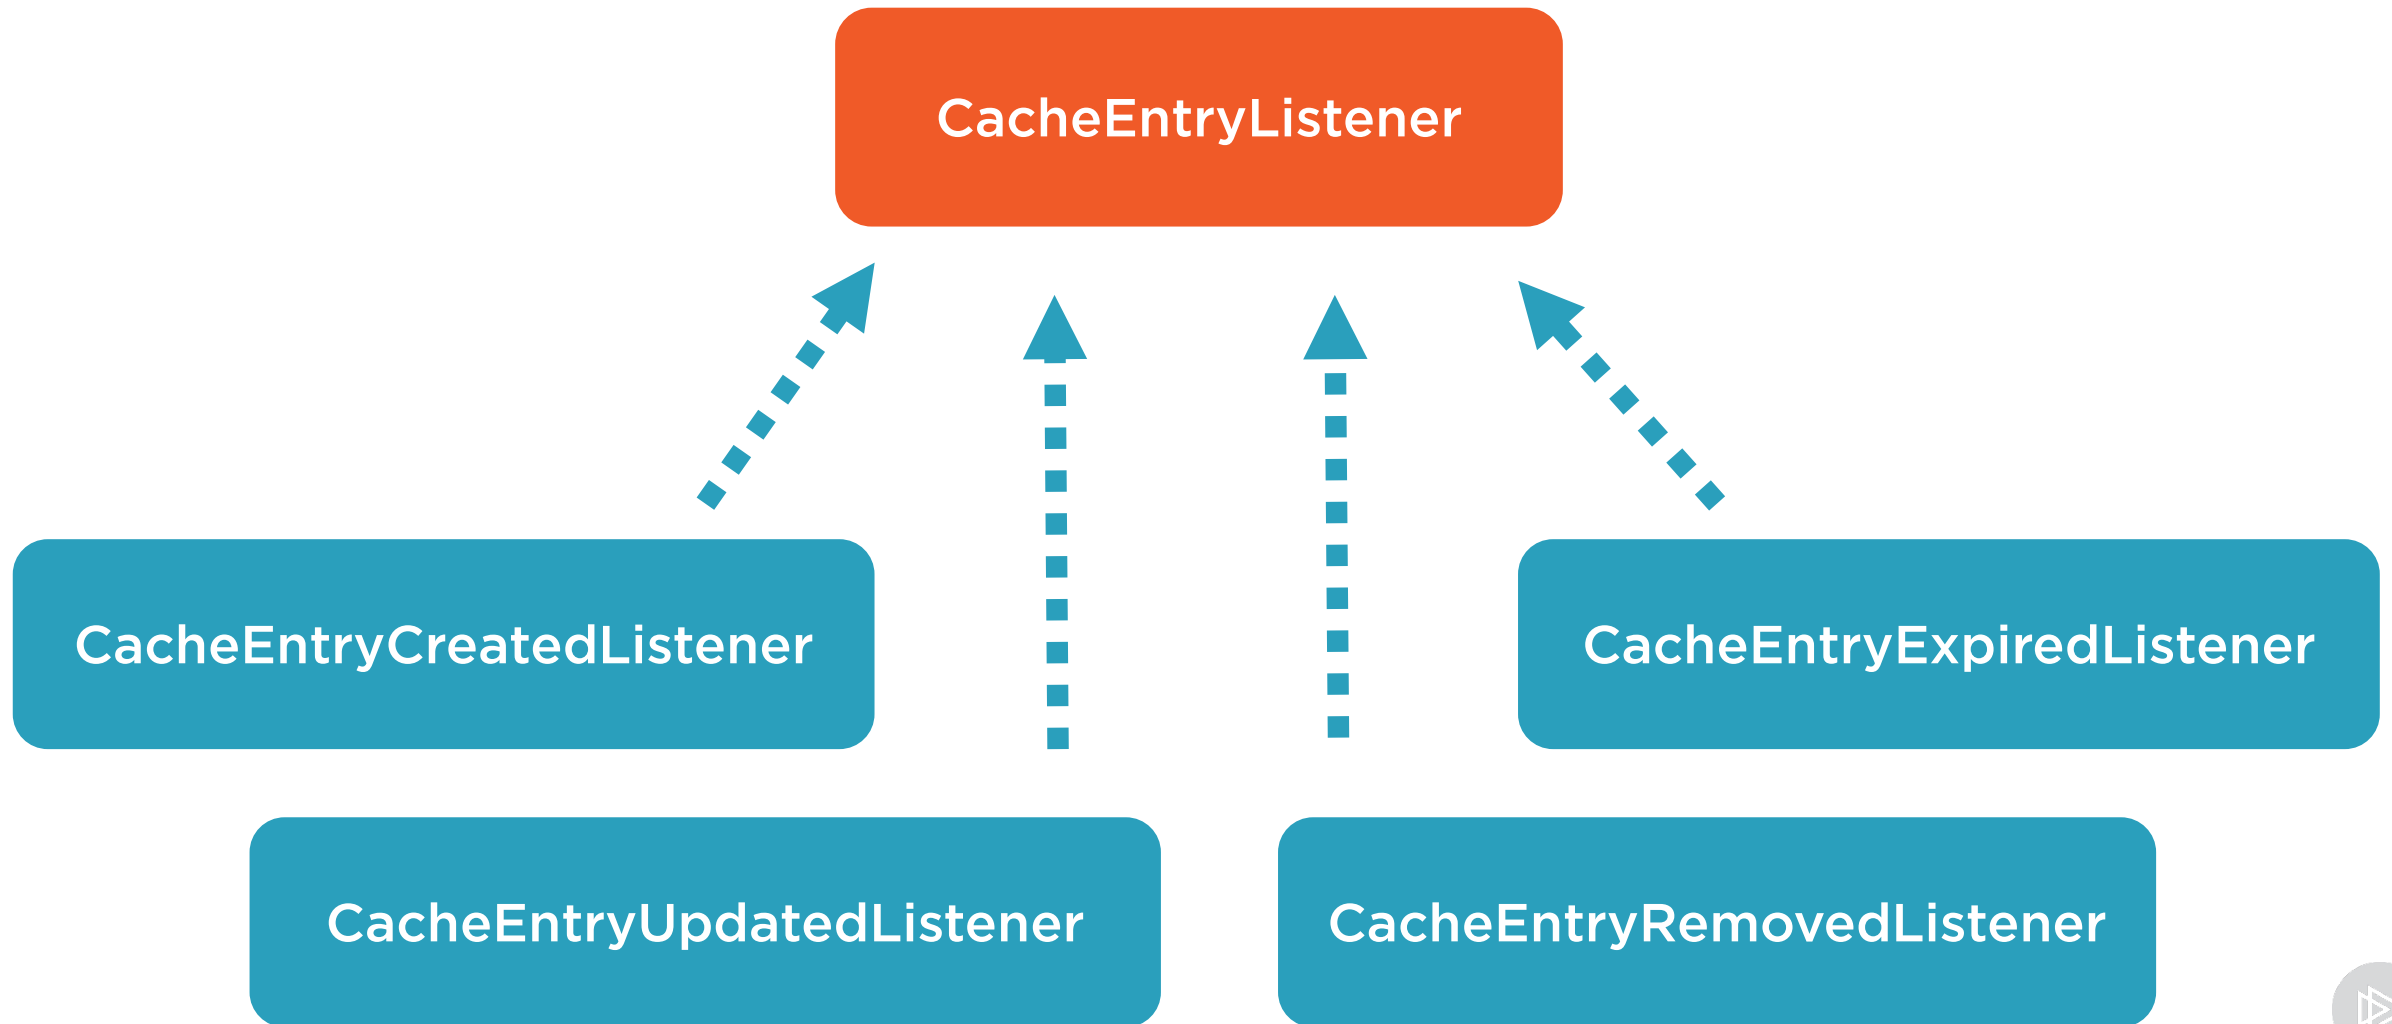 CacheEntryListener
CacheEntryCreatedListener
CacheEntryExpiredListener
CacheEntryUpdatedListener
CacheEntryRemovedListener